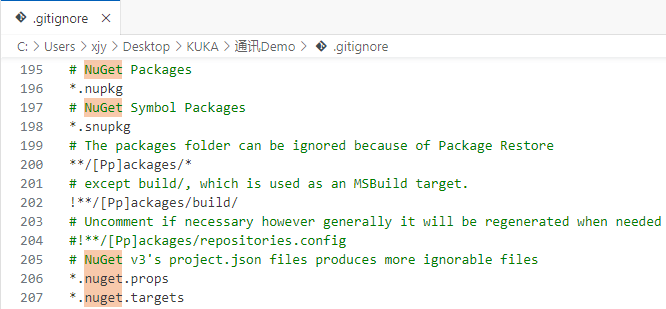 .gitignore ×
C: > Users > xjy > Desktop > KUKA > 通讯Demo > .gitignore
195 # NuGet Packages
196 *.nupkg
197 # NuGet Symbol Packages
198 *.snupkg
199 # The packages folder can be ignored because of Package Restore
200 **/[Pp]ackages/*
201 # except build/, which is used as an MSBuild target.
202 !**/[Pp]ackages/build/
203 # Uncomment if necessary however generally it will be regenerated when needed
204 #!**/[Pp]ackages/repositories.config
205 # NuGet v3's project.json files produces more ignorable files
206 *.nuget.props
207 *.nuget.targets